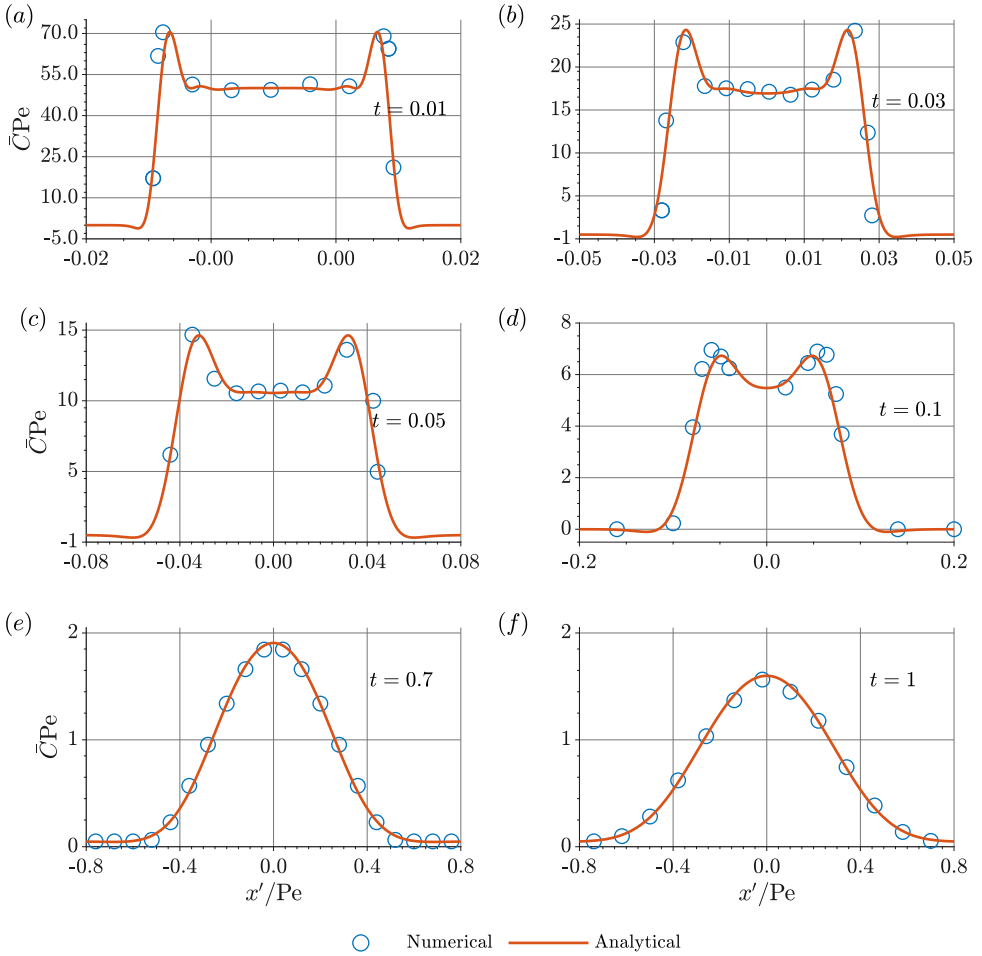 (a)
70.0
55.0
40.0
25.0
10.0
-5.0
C̄Pe
t = 0.01
-0.02 -0.00 0.00 0.02
(b)
25
20
15
10
5
-1
t = 0.03
-0.05 -0.03 -0.01 0.01 0.03 0.05
(c)
15
10
5
-1
C̄Pe
t = 0.05
-0.08 -0.04 0.00 0.04 0.08
(d)
8
6
4
2
0
t = 0.1
-0.2 0.0 0.2
(e)
2
1
0
C̄Pe
t = 0.7
-0.8 -0.4 0.0 0.4 0.8
x′/Pe
(f)
2
1
0
t = 1
-0.8 -0.4 0.0 0.4 0.8
x′/Pe
Numerical Analytical